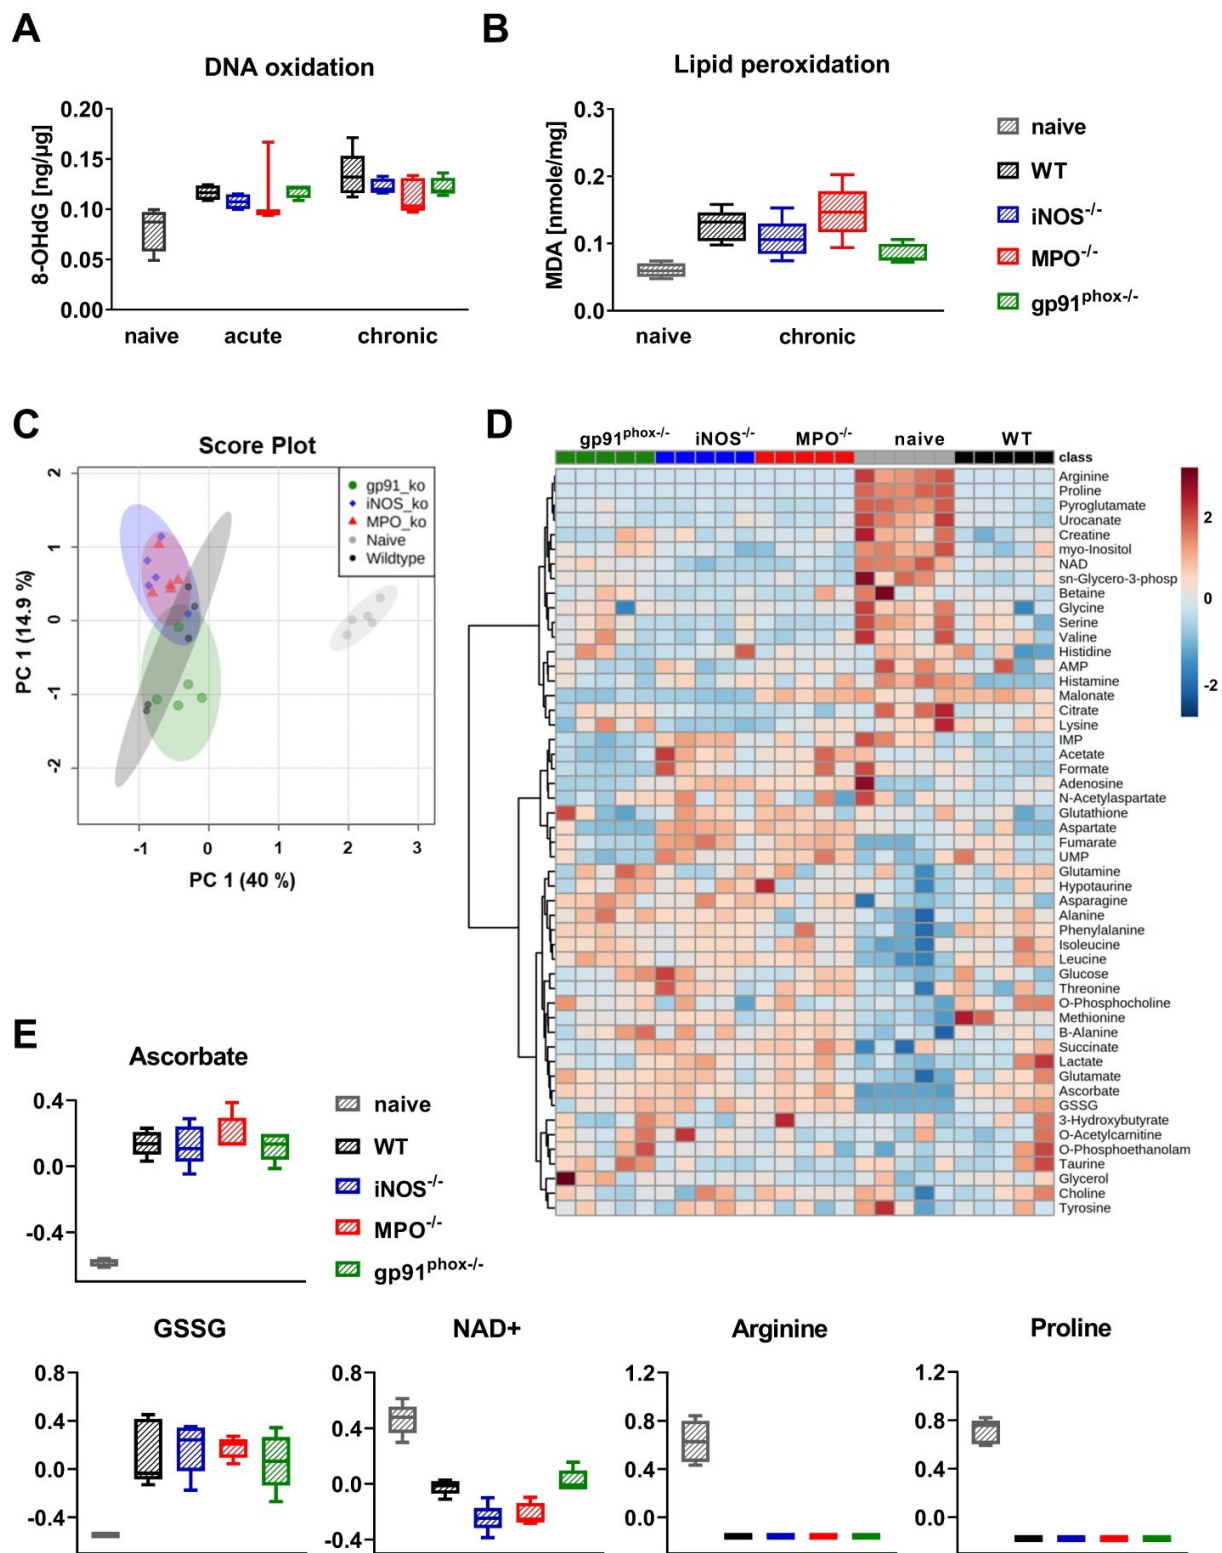 A
DNA oxidation
8-OHdG [ng/µg]
0.20
0.15
0.10
0.05
0.00
naive
acute
chronic
B
Lipid peroxidation
MDA [nmole/mg]
0.3
0.2
0.1
0.0
naive
chronic
naive
WT
iNOS-/-
MPO-/-
gp91phox-/-
C
Score Plot
PC 1 (14.9 %)
2
1
0
-1
-2
gp91_ko
iNOS_ko
MPO_ko
Naive
Wildtype
-1
0
1
2
3
PC 1 (40 %)
D
gp91phox-/-
iNOS-/-
MPO-/-
naive
WT
class
Arginine
Proline
Pyroglutamate
Urocanate
Creatine
myo-Inositol
NAD
sn-Glycero-3-phosp
Betaine
Glycine
Serine
Valine
Histidine
AMP
Histamine
Malonate
Citrate
Lysine
IMP
Acetate
Formate
Adenosine
N-Acetylaspartate
Glutathione
Aspartate
Fumarate
UMP
Glutamine
Hypotaurine
Asparagine
Alanine
Phenylalanine
Isoleucine
Leucine
Glucose
Threonine
O-Phosphocholine
Methionine
B-Alanine
Succinate
Lactate
Glutamate
Ascorbate
GSSG
3-Hydroxybutyrate
O-Acetylcarnitine
O-Phosphoethanolam
Taurine
Glycerol
Choline
Tyrosine
2
0
-2
E
Ascorbate
0.4
0.0
-0.4
naive
WT
iNOS-/-
MPO-/-
gp91phox-/-
GSSG
0.8
0.4
0.0
-0.4
NAD+
0.8
0.4
0.0
-0.4
Arginine
1.2
0.8
0.4
0.0
Proline
1.2
0.8
0.4
0.0